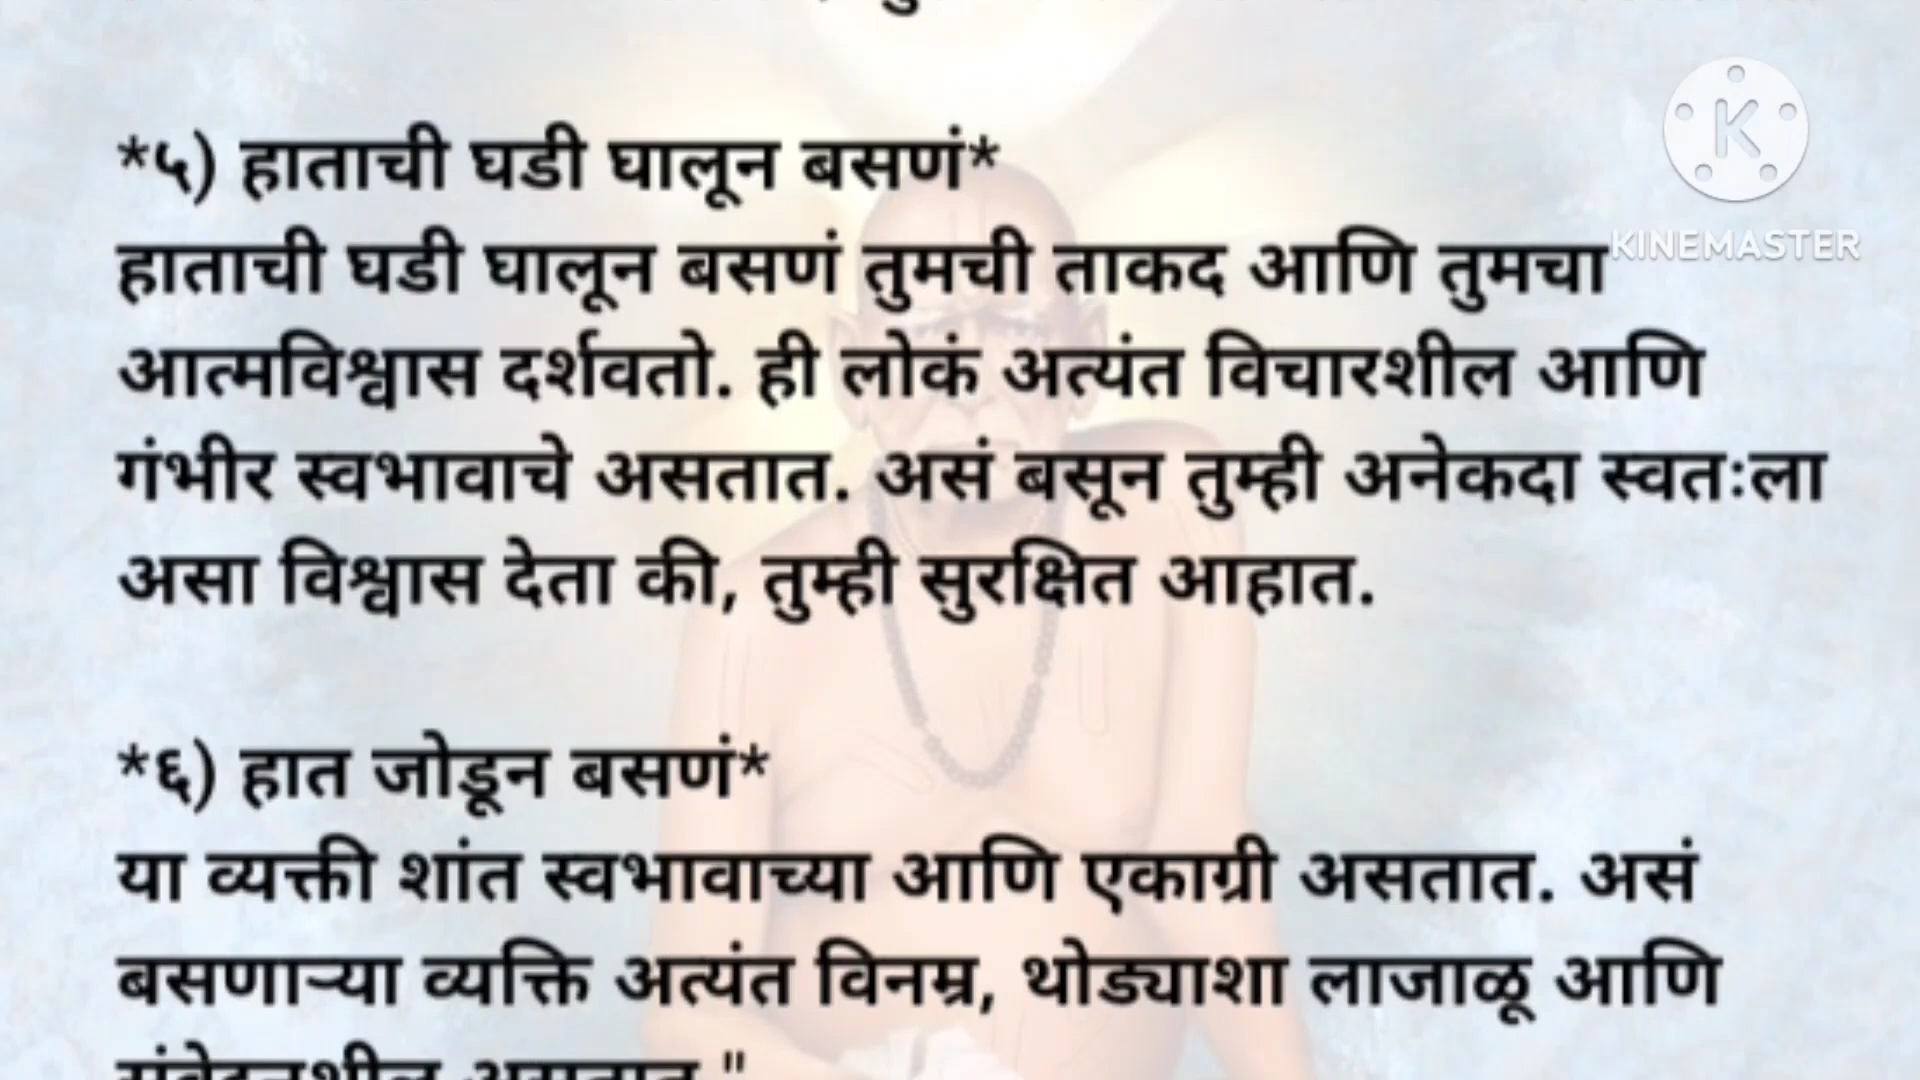 *५) हाताची घडी घालून बसणं*
हाताची घडी घालून बसणं तुमची ताकद आणि तुमचा
KINEMASTER
आत्मविश्वास दर्शवतो. ही लोकं अत्यंत विचारशील आणि
गंभीर स्वभावाचे असतात. असं बसून तुम्ही अनेकदा स्वतःला
असा विश्वास देता की, तुम्ही सुरक्षित आहात.
*६) हात जोडून बसणं*
या व्यक्ती शांत स्वभावाच्या आणि एकाग्री असतात. असं
बसणाऱ्या व्यक्ति अत्यंत विनम्र, थोड्याशा लाजाळू आणि
संवेदनशील असतात."